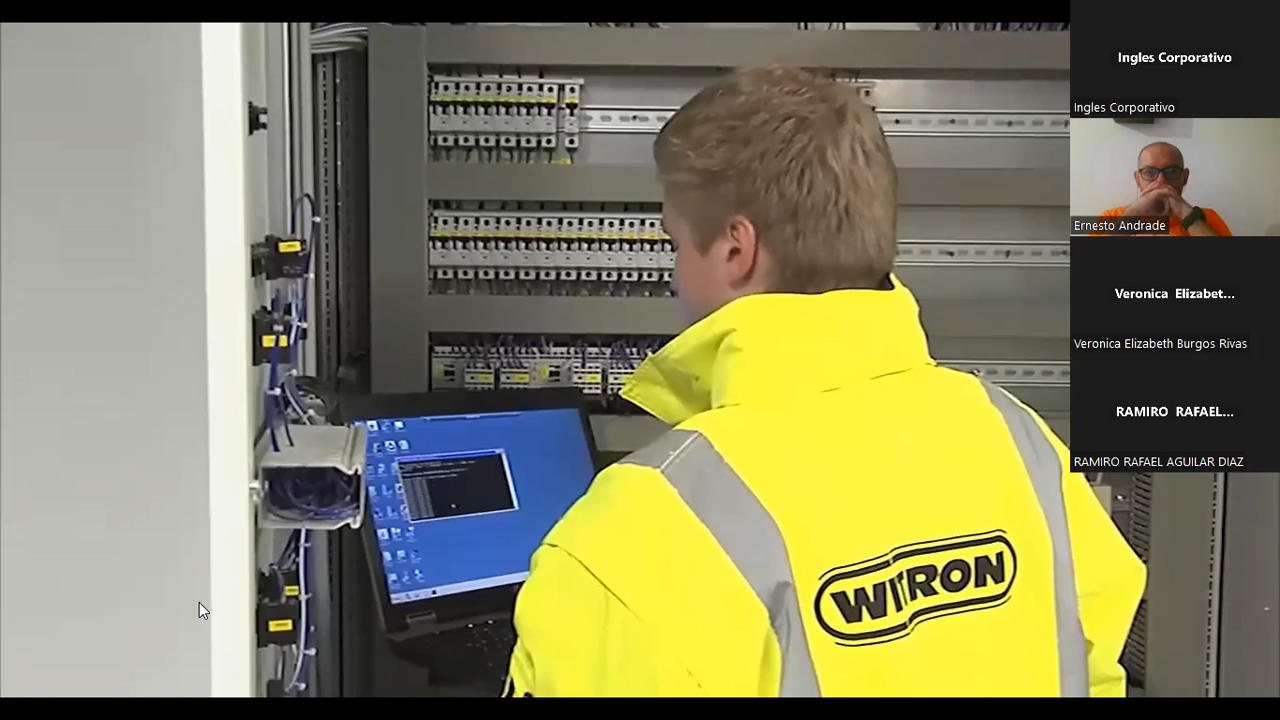 WITRON
Ingles Corporativo
Ingles Corporativo
Ernesto Andrade
Veronica Elizabet...
Veronica Elizabeth Burgos Rivas
RAMIRO RAFAEL...
RAMIRO RAFAEL AGUILAR DIAZ